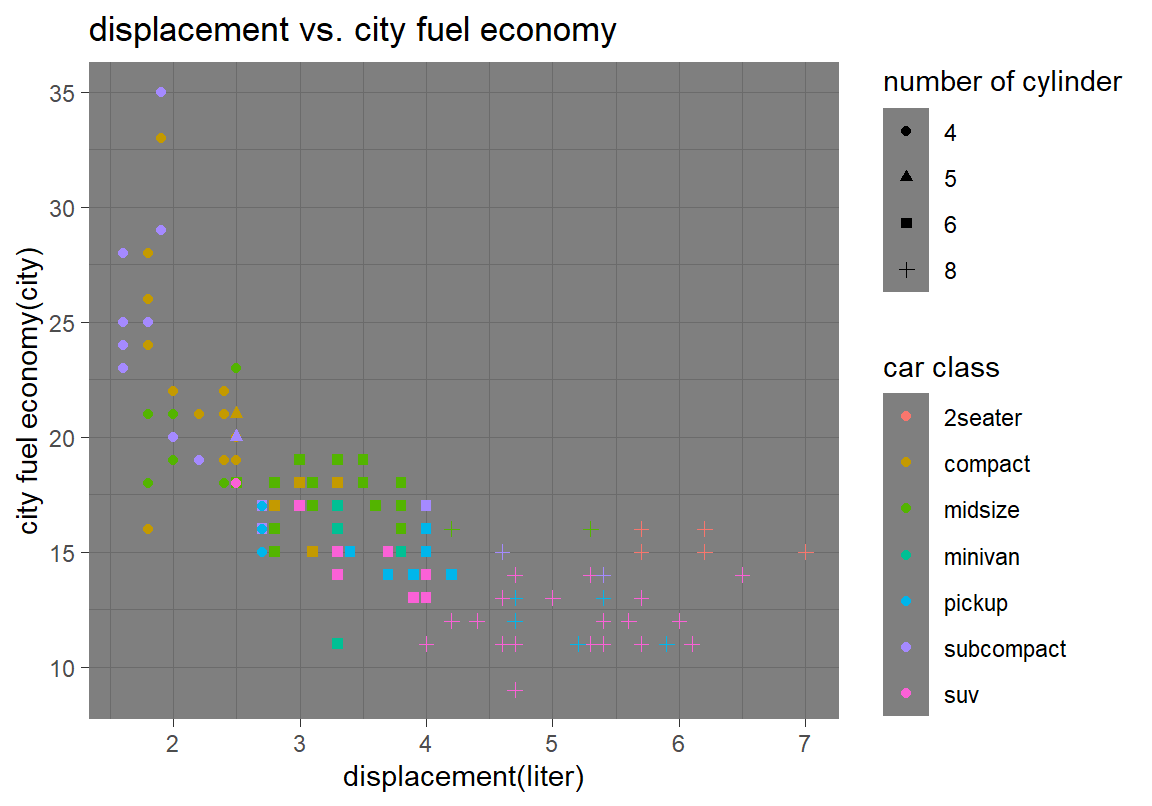 displacement vs. city fuel economy
city fuel economy(city)
35
30
25
20
15
10
2 3 4 5 6 7
displacement(liter)
number of cylinder
4
5
6
8
car class
2seater
compact
midsize
minivan
pickup
subcompact
suv